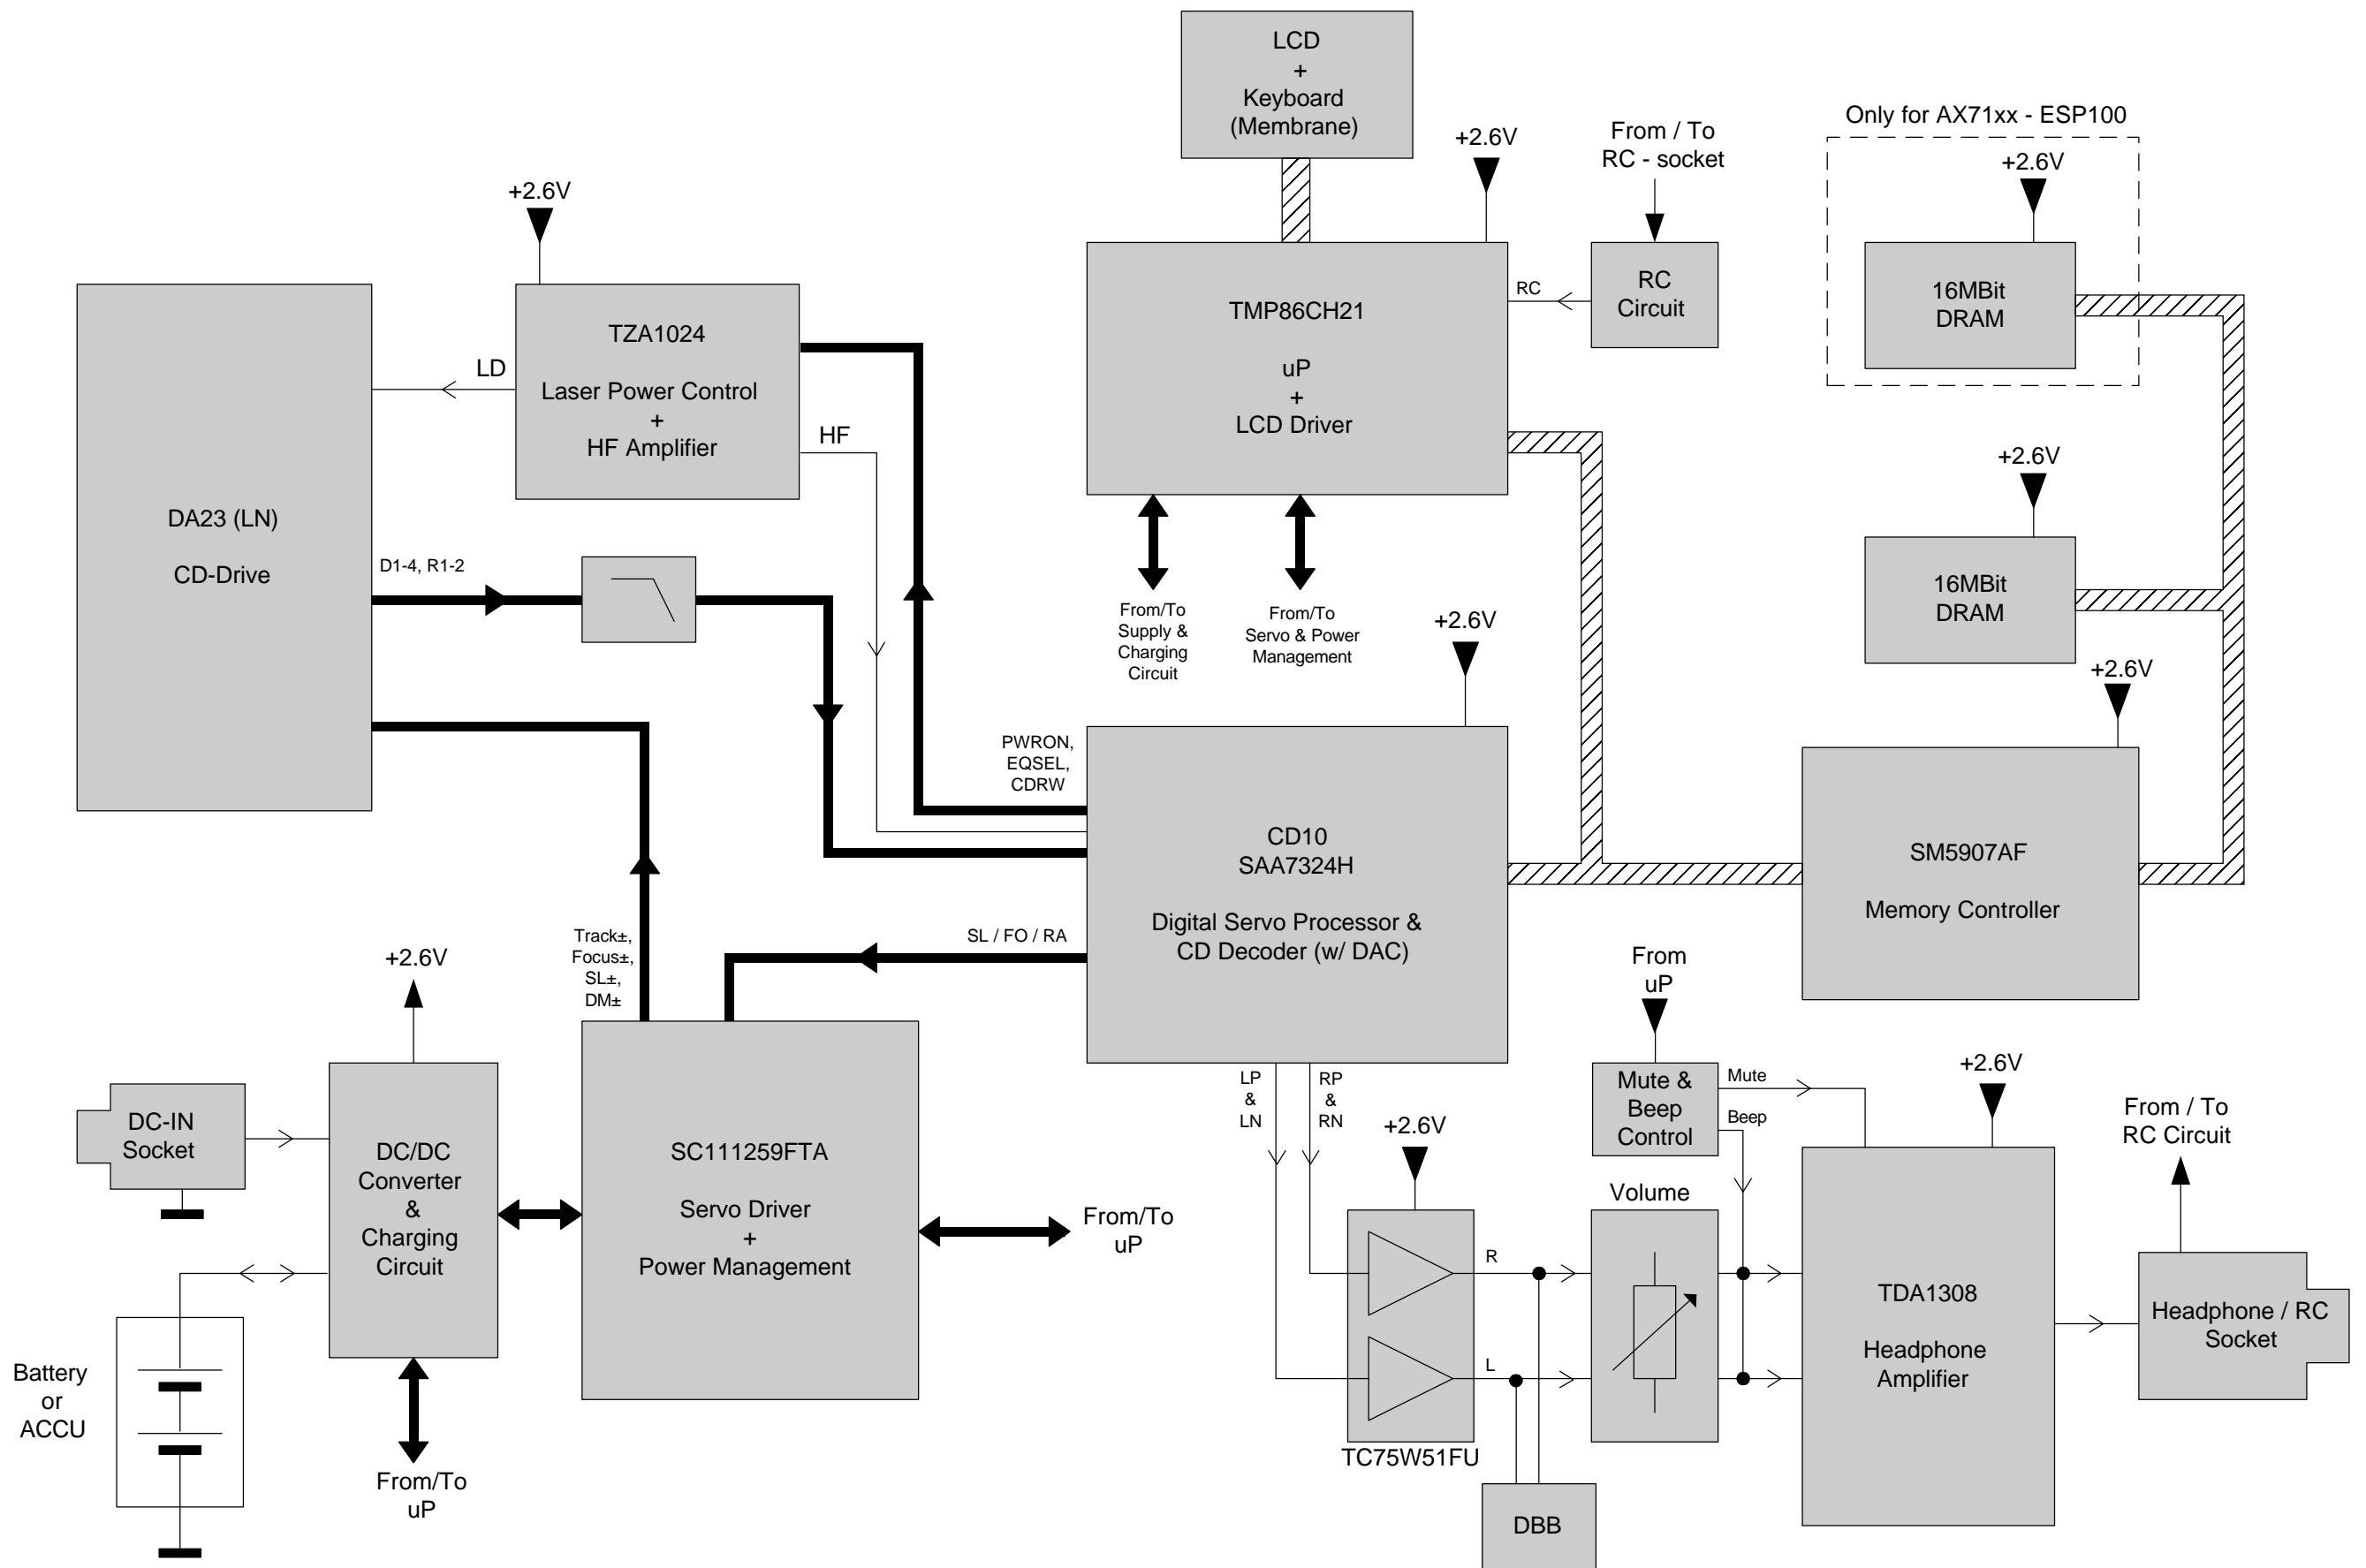 LCD
+
Keyboard
(Membrane)
Only for AX71xx - ESP100
+2.6V
From / To
RC - socket
+2.6V
+2.6V
TMP86CH21
uP
+
LCD Driver
RC
RC
Circuit
16MBit
DRAM
TZA1024
Laser Power Control
+
HF Amplifier
LD
HF
DA23 (LN)
CD-Drive
D1-4, R1-2
+2.6V
16MBit
DRAM
From/To
Supply &
Charging
Circuit
From/To
Servo & Power
Management
+2.6V
+2.6V
PWRON,
EQSEL,
CDRW
CD10
SAA7324H
Digital Servo Processor &
CD Decoder (w/ DAC)
SM5907AF
Memory Controller
SL / FO / RA
Track±,
Focus±,
SL±,
DM±
+2.6V
DC-IN
Socket
DC/DC
Converter
&
Charging
Circuit
SC111259FTA
Servo Driver
+
Power Management
From/To
uP
Battery
or
ACCU
From/To
uP
LP
&
LN
RP
&
RN
+2.6V
From
uP
Mute &
Beep
Control
Mute
Beep
+2.6V
From / To
RC Circuit
Volume
R
L
TC75W51FU
DBB
TDA1308
Headphone
Amplifier
Headphone / RC
Socket